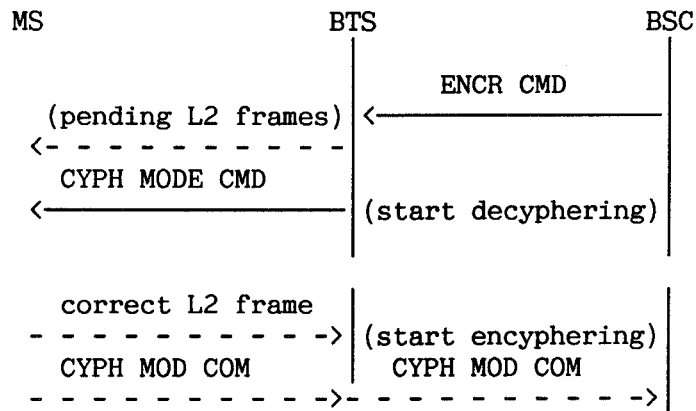 MS BTS BSC
ENCR CMD
(pending L2 frames)
CYPH MODE CMD
(start decyphering)
correct L2 frame
(start encyphering)
CYPH MOD COM CYPH MOD COM